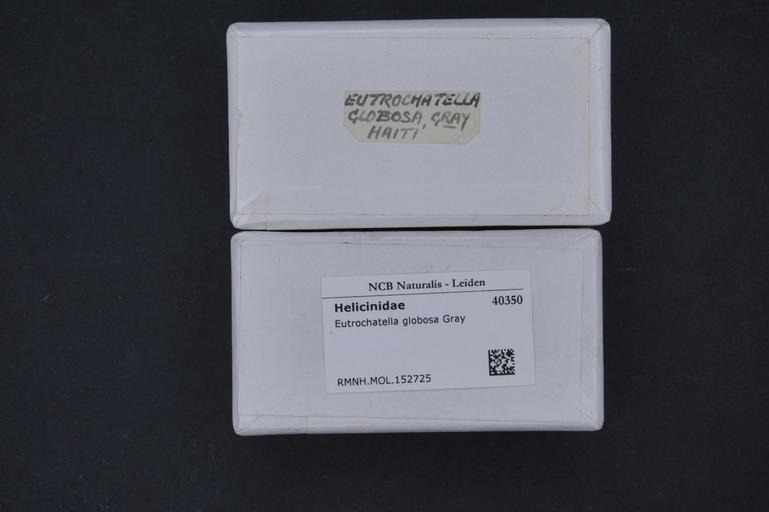 EUTROCHATELLA
GLOBOSA, GRAY
HAITI
NCB Naturalis - Leiden
Helicinidae 40350
Eutrochatella globosa Gray
RMNH.MOL.152725